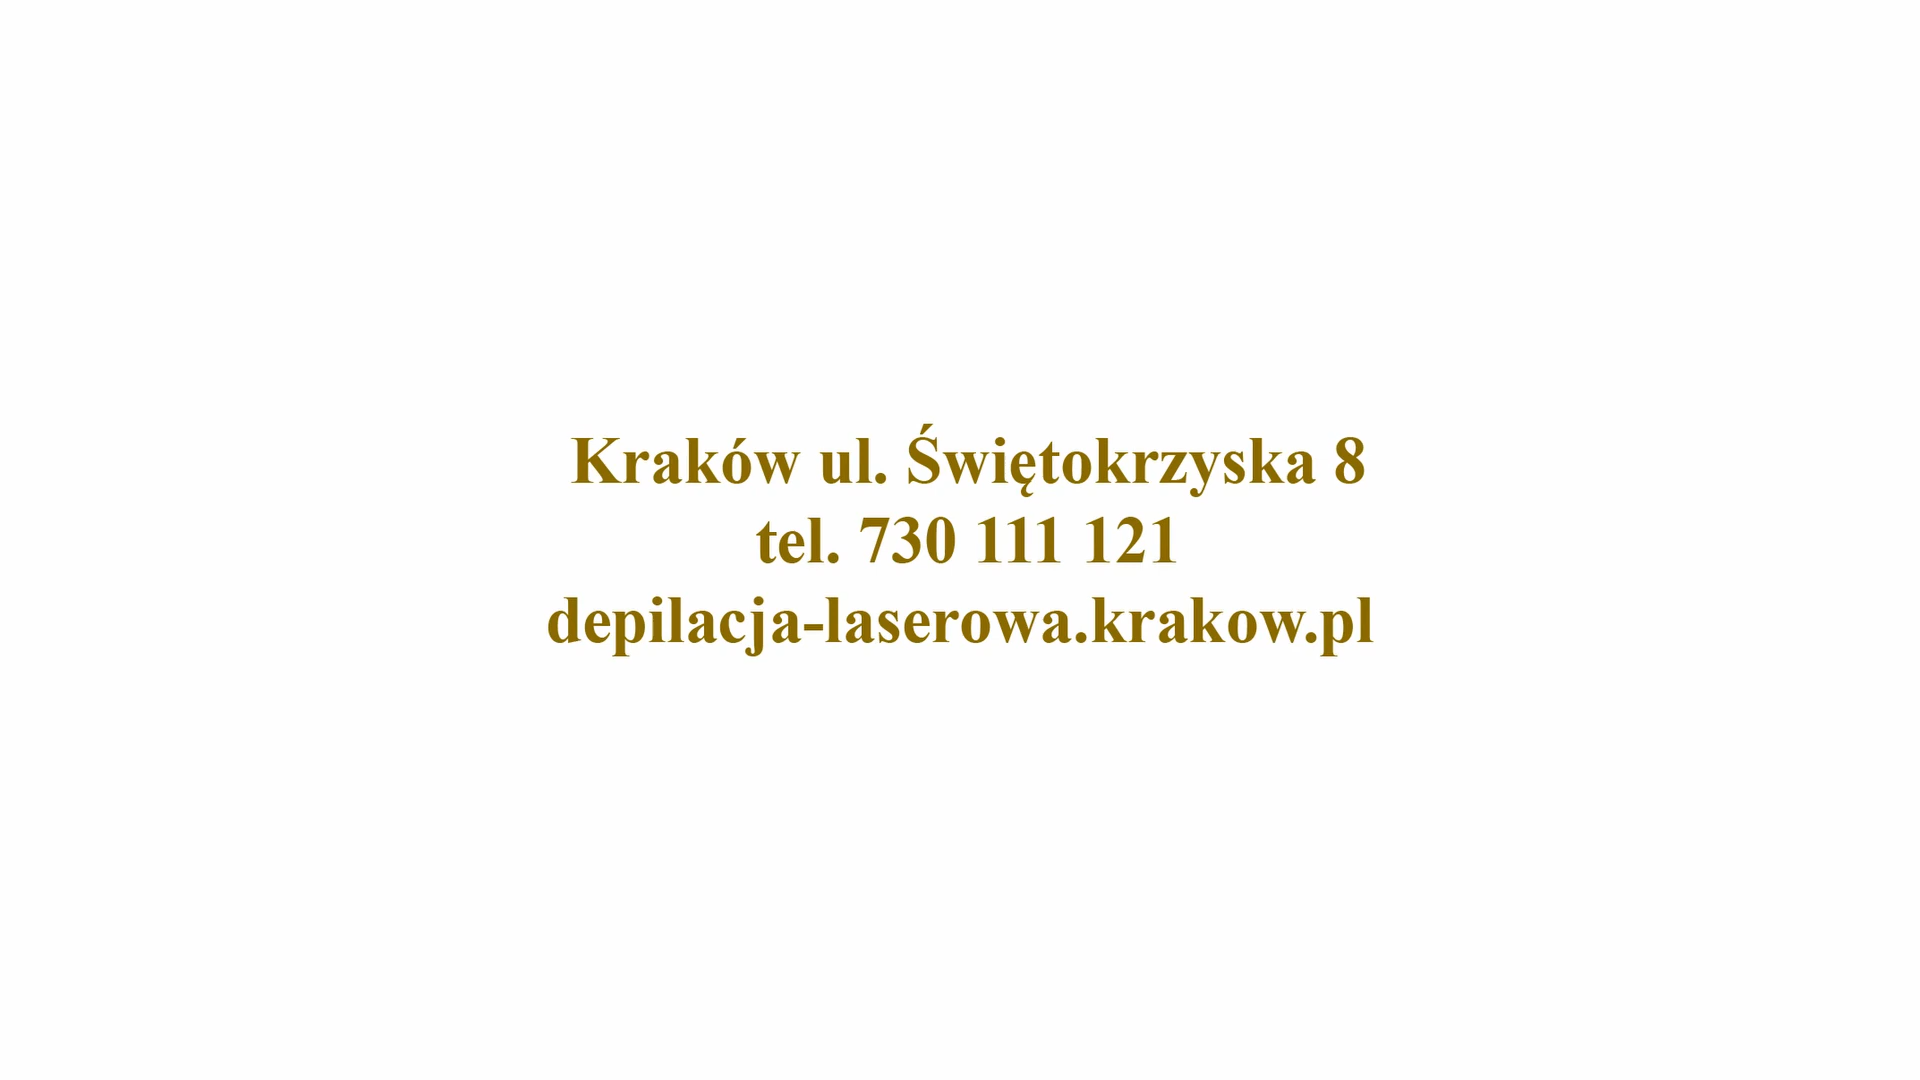 Kraków ul. Świętokrzyska 8
tel. 730 111 121
depilacja-laserowa.krakow.pl